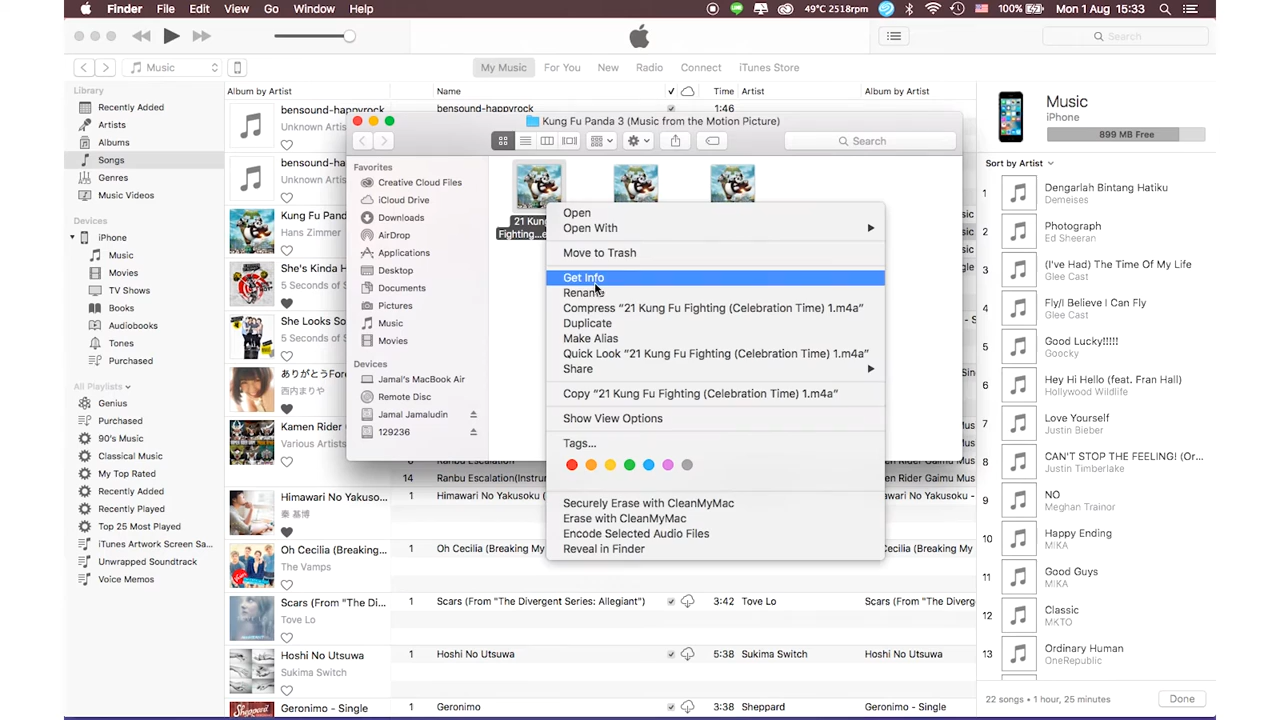 Finder File Edit View Go Window Help 49°C 2518rpm 100% Mon 1 Aug 15:33
Search
Music My Music For You New Radio Connect iTunes Store
Library
Recently Added
Artists
Albums
Songs
Genres
Music Videos
Devices
iPhone
Music
Movies
TV Shows
Books
Audiobooks
Tones
Purchased
All Playlists
Genius
Purchased
90's Music
Classical Music
My Top Rated
Recently Added
Recently Played
Top 25 Most Played
iTunes Artwork Screen Sa...
Unwrapped Soundtrack
Voice Memos
Album by Artist Name Time Artist Album by Artist
bensound-happyrock bensound-happyrock 1:46
Unknown Artist
bensound-happyrock
Unknown Artist
Kung Fu Panda
Hans Zimmer
She's Kinda H
5 Seconds of S
She Looks So
5 Seconds of S
ありがとうFore
西内まりや
Kamen Rider G
Various Artists
14 Ranbu Escalation(Instrum
Himawari No Yakuso... 1 Himawari No Yakusoku (
秦 基博
Oh Cecilia (Breaking My 1 Oh Cecilia (Breaking My H
The Vamps
Scars (From "The Di... 1 Scars (From "The Divergent Series: Allegiant") 3:42 Tove Lo Scars (From "The Diverg
Tove Lo
Hoshi No Utsuwa 1 Hoshi No Utsuwa 5:38 Sukima Switch Hoshi No Utsuwa
Sukima Switch
Geronimo - Single 1 Geronimo 3:38 Sheppard Geronimo - Single
Kung Fu Panda 3 (Music from the Motion Picture)
Search
Favorites
Creative Cloud Files
iCloud Drive
Downloads
AirDrop
Applications
Desktop
Documents
Pictures
Music
Movies
Devices
Jamal's MacBook Air
Remote Disc
Jamal Jamaludin
129236
21 Kun
Fighting...e
Open
Open With
Move to Trash
Get Info
Rename
Compress “21 Kung Fu Fighting (Celebration Time) 1.m4a”
Duplicate
Make Alias
Quick Look “21 Kung Fu Fighting (Celebration Time) 1.m4a”
Share
Copy “21 Kung Fu Fighting (Celebration Time) 1.m4a”
Show View Options
Tags...
Securely Erase with CleanMyMac
Erase with CleanMyMac
Encode Selected Audio Files
Reveal in Finder
Music
iPhone
899 MB Free
Sort by Artist
1 Dengarlah Bintang Hatiku
Demeises
2 Photograph
Ed Sheeran
3 (I've Had) The Time Of My Life
Glee Cast
4 Fly/I Believe I Can Fly
Glee Cast
5 Good Lucky!!!!!
Goocky
6 Hey Hi Hello (feat. Fran Hall)
Hollywood Wildlife
7 Love Yourself
Justin Bieber
8 CAN'T STOP THE FEELING! (Or...
Justin Timberlake
9 NO
Meghan Trainor
10 Happy Ending
MIKA
11 Good Guys
MIKA
12 Classic
MKTO
13 Ordinary Human
OneRepublic
22 songs • 1 hour, 25 minutes Done